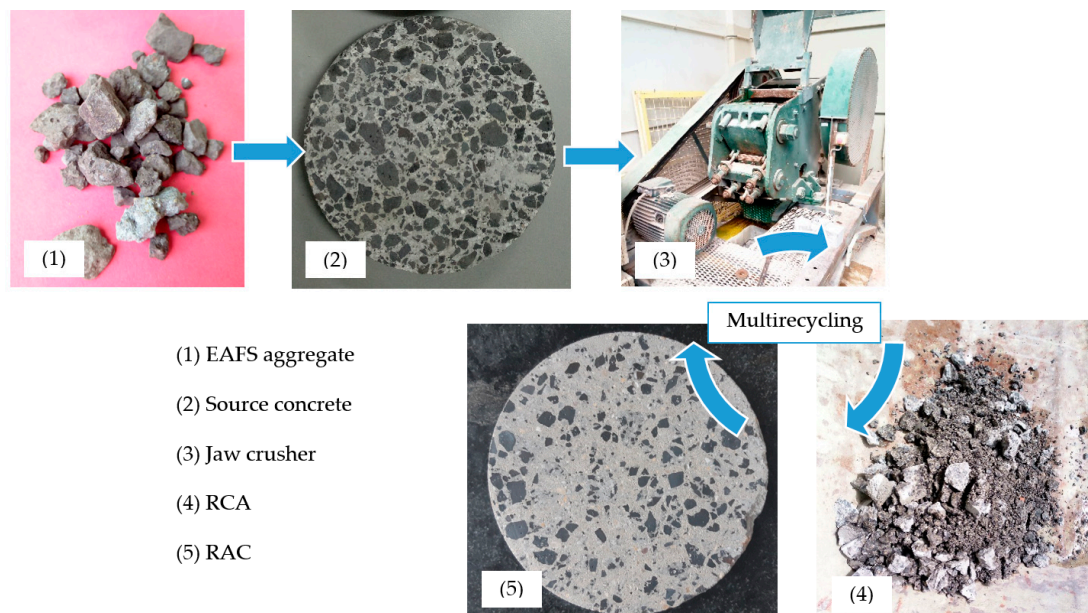 (1)
(2)
(3)
Multirecycling
(1) EAFS aggregate
(2) Source concrete
(3) Jaw crusher
(4) RCA
(5) RAC
(5)
(4)